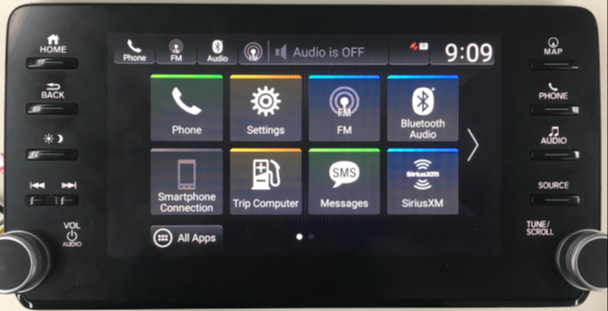 HOME
BACK
VOL
AUDIO
Phone
FM
Audio
Audio is OFF
9:09
Phone
Settings
FM
FM
Bluetooth
Audio
Smartphone
Connection
Trip Computer
SMS
Messages
SiriusXM
SiriusXM
All Apps
MAP
PHONE
AUDIO
SOURCE
TUNE/
SCROLL